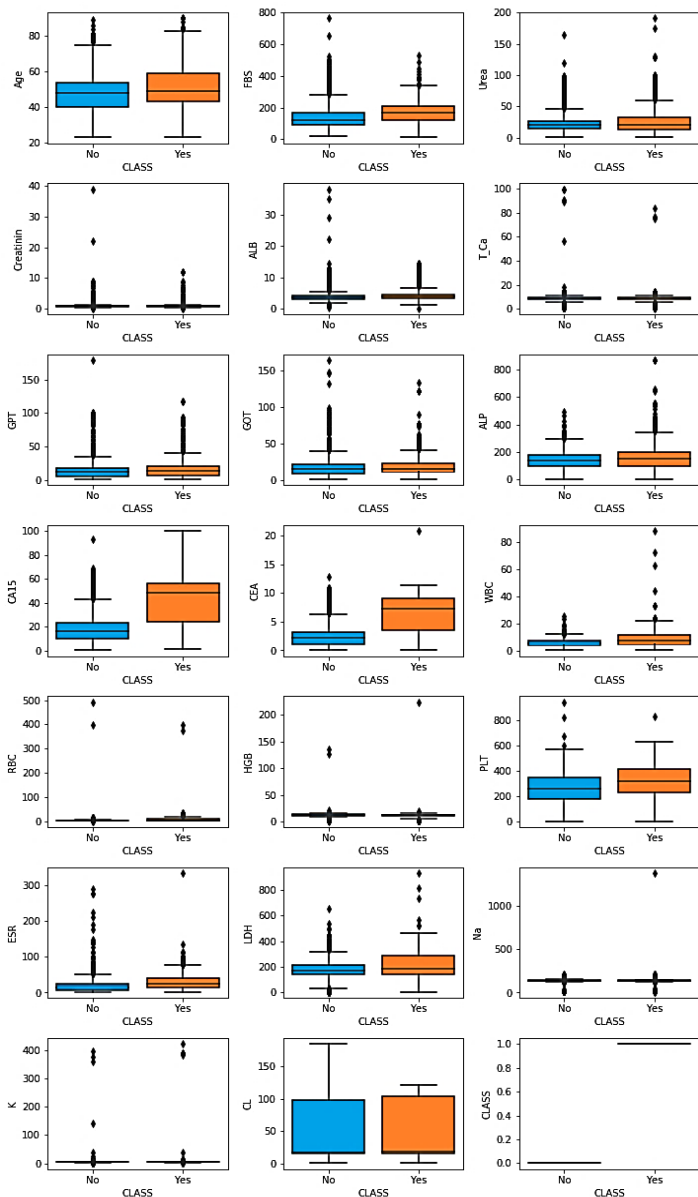 80
60
40
20
Age
No Yes
CLASS
800
600
400
200
0
FBS
No Yes
CLASS
200
150
100
50
0
Urea
No Yes
CLASS
40
30
20
10
0
Creatinin
No Yes
CLASS
30
20
10
0
ALB
No Yes
CLASS
100
80
60
40
20
0
T_Ca
No Yes
CLASS
150
100
50
0
GPT
No Yes
CLASS
150
100
50
0
GOT
No Yes
CLASS
800
600
400
200
0
ALP
No Yes
CLASS
100
80
60
40
20
0
CA15
No Yes
CLASS
20
15
10
5
0
CEA
No Yes
CLASS
80
60
40
20
0
WBC
No Yes
CLASS
500
400
300
200
100
0
RBC
No Yes
CLASS
200
150
100
50
0
HGB
No Yes
CLASS
800
600
400
200
0
PLT
No Yes
CLASS
300
200
100
0
ESR
No Yes
CLASS
800
600
400
200
0
LDH
No Yes
CLASS
1000
500
0
Na
No Yes
CLASS
400
300
200
100
0
K
No Yes
CLASS
150
100
50
0
CL
No Yes
CLASS
1.0
0.8
0.6
0.4
0.2
0.0
CLASS
No Yes
CLASS